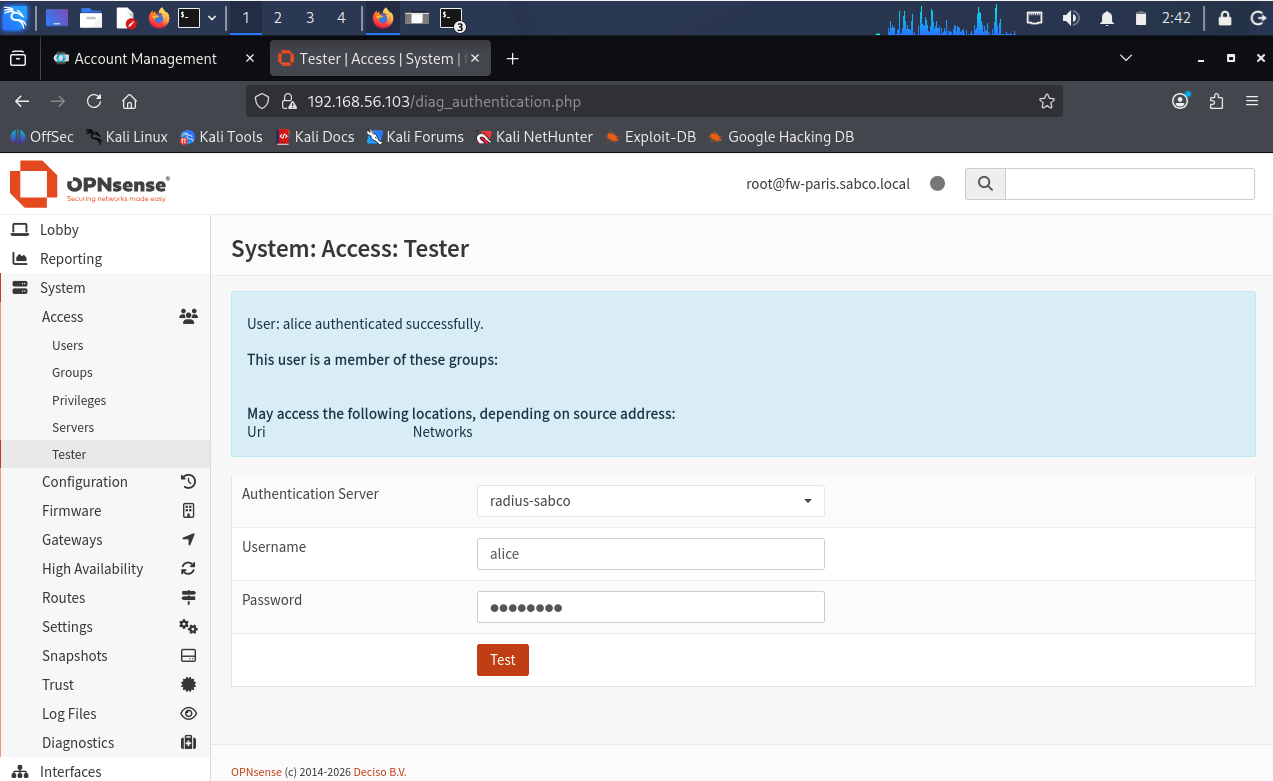 1 2 3 4 3 2:42
Account Management Tester | Access | System |
192.168.56.103/diag_authentication.php
OffSec Kali Linux Kali Tools Kali Docs Kali Forums Kali NetHunter Exploit-DB Google Hacking DB
OPNsense®
Securing networks made easy
root@fw-paris.sabco.local
Lobby
Reporting
System
Access
Users
Groups
Privileges
Servers
Tester
Configuration
Firmware
Gateways
High Availability
Routes
Settings
Snapshots
Trust
Log Files
Diagnostics
Interfaces
System: Access: Tester
User: alice authenticated successfully.
This user is a member of these groups:
May access the following locations, depending on source address:
Uri Networks
Authentication Server radius-sabco
Username alice
Password ●●●●●●●●
Test
OPNsense (c) 2014-2026 Deciso B.V.